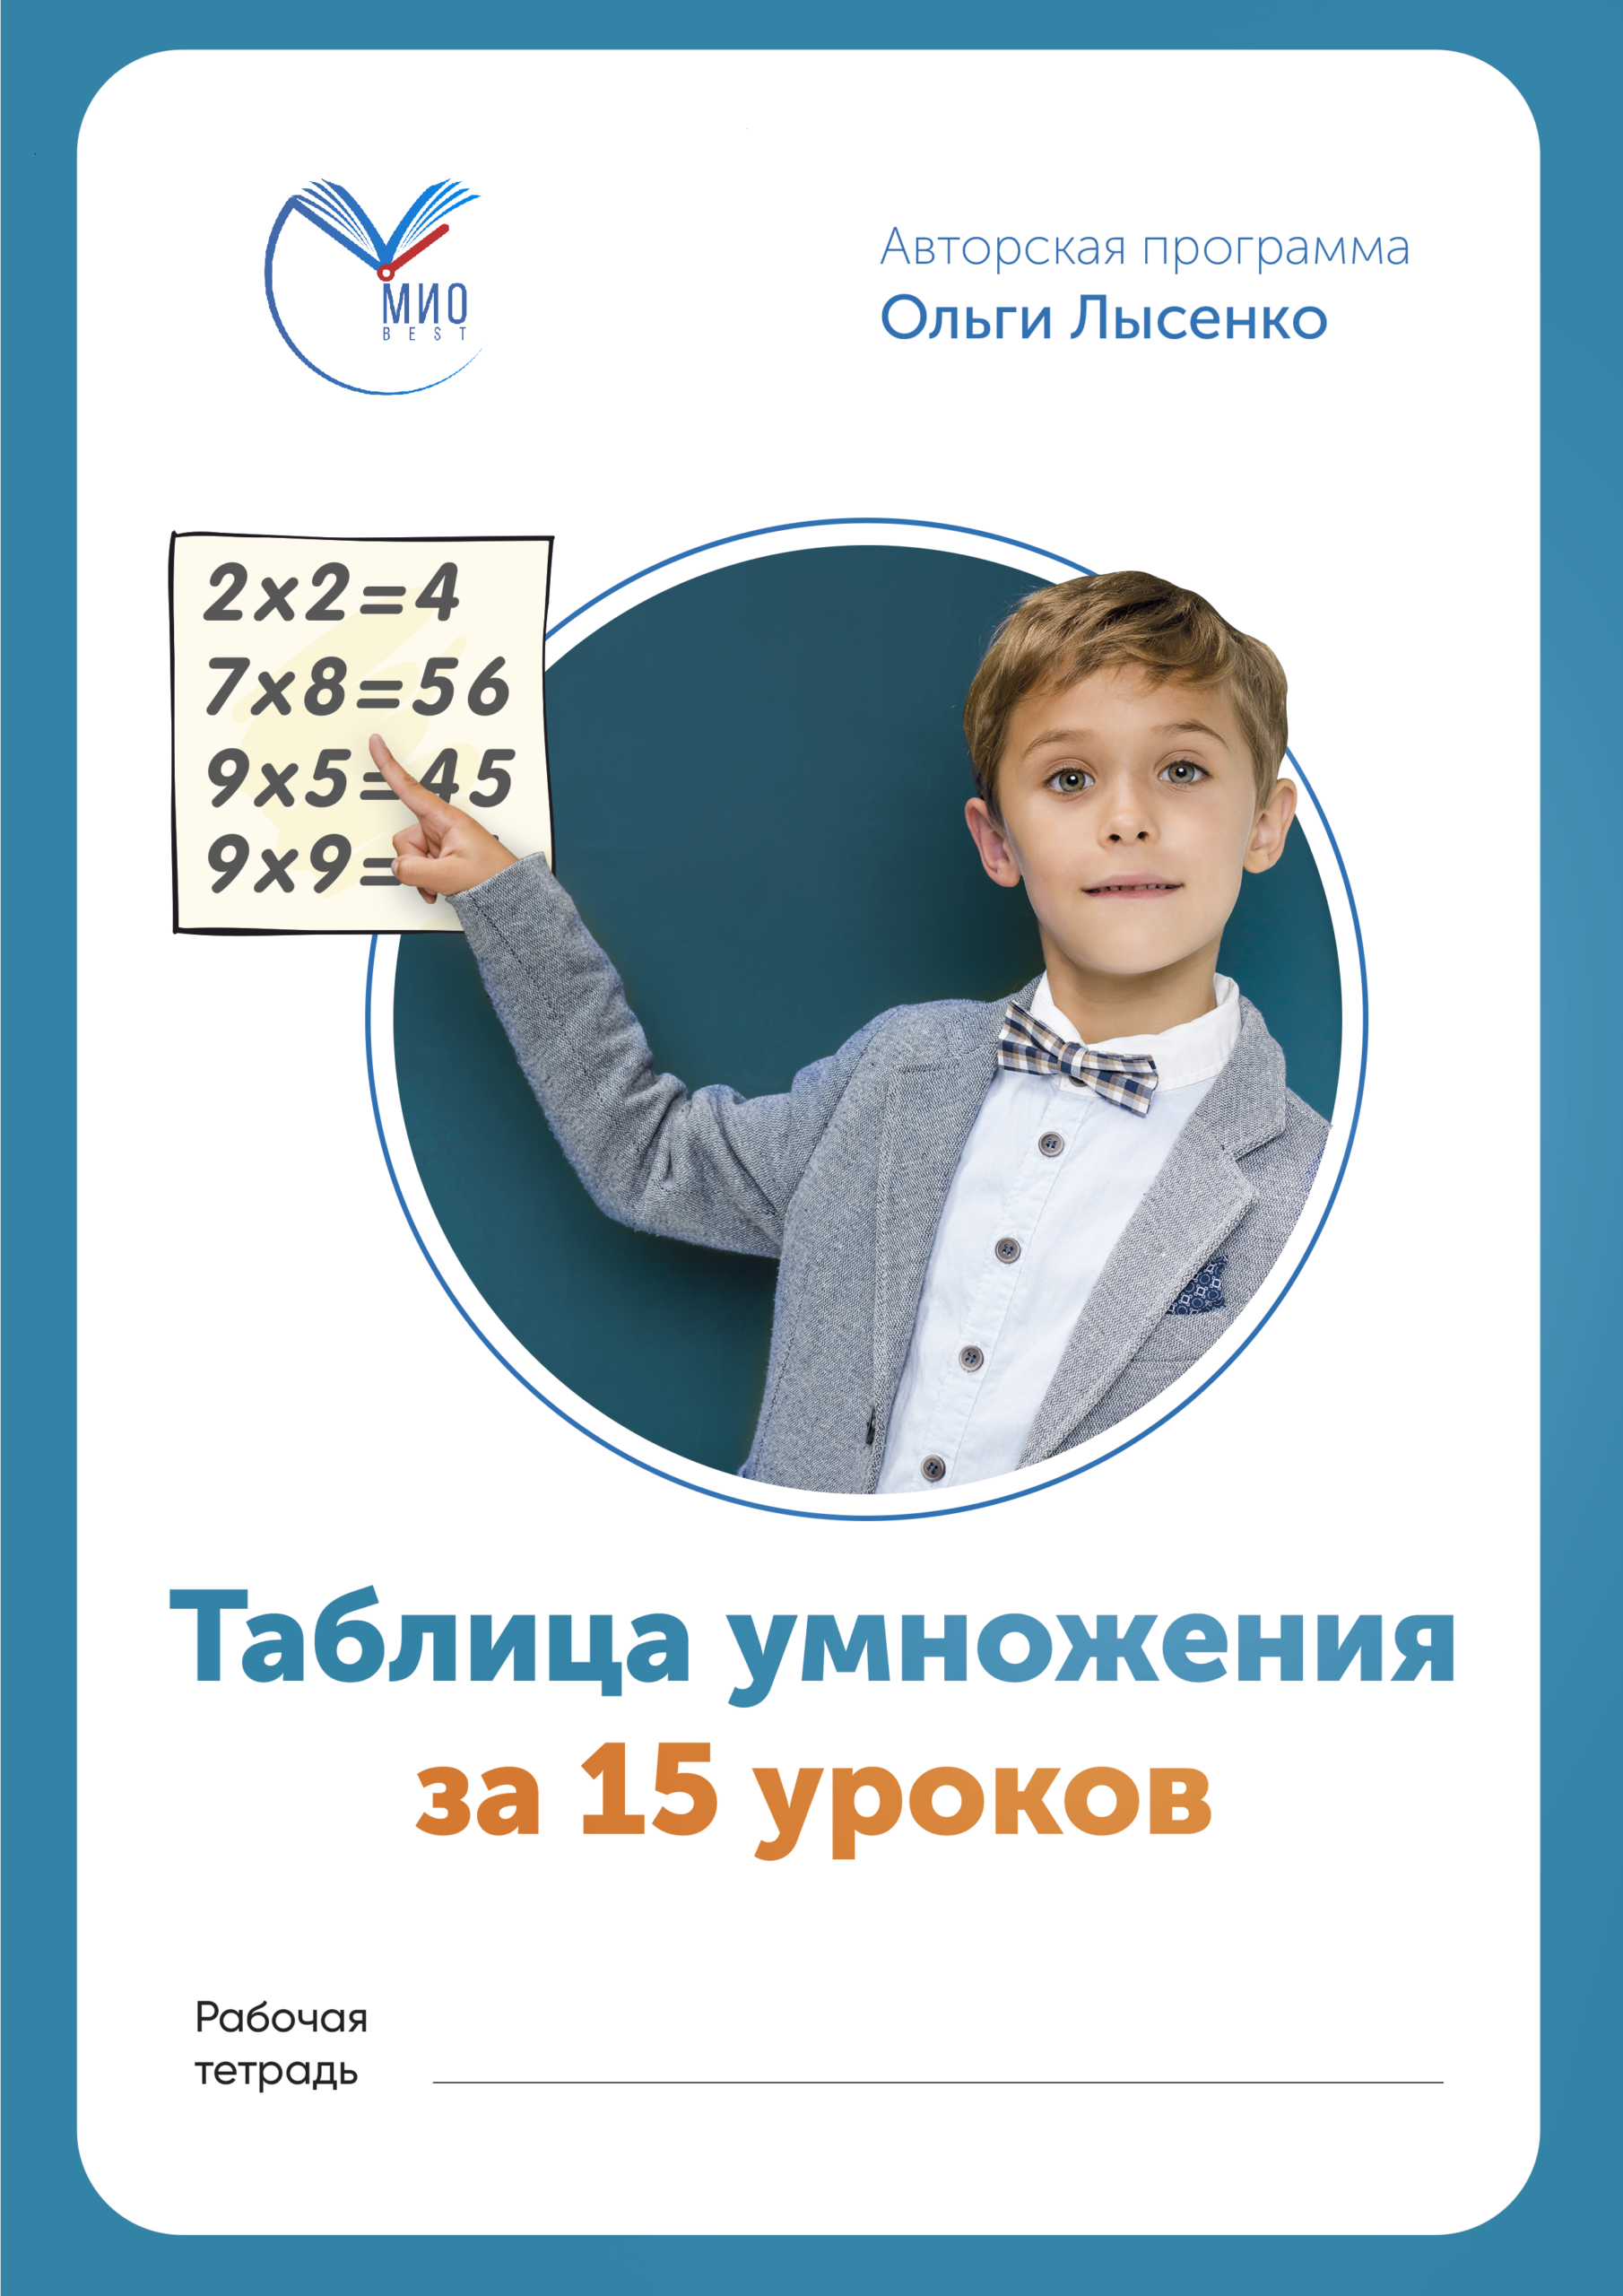 МИО
BEST
Авторская программа
Ольги Лысенко
2x2=4
7x8=56
9x5=45
9x9=
Таблица умножения
за 15 уроков
Рабочая
тетрадь